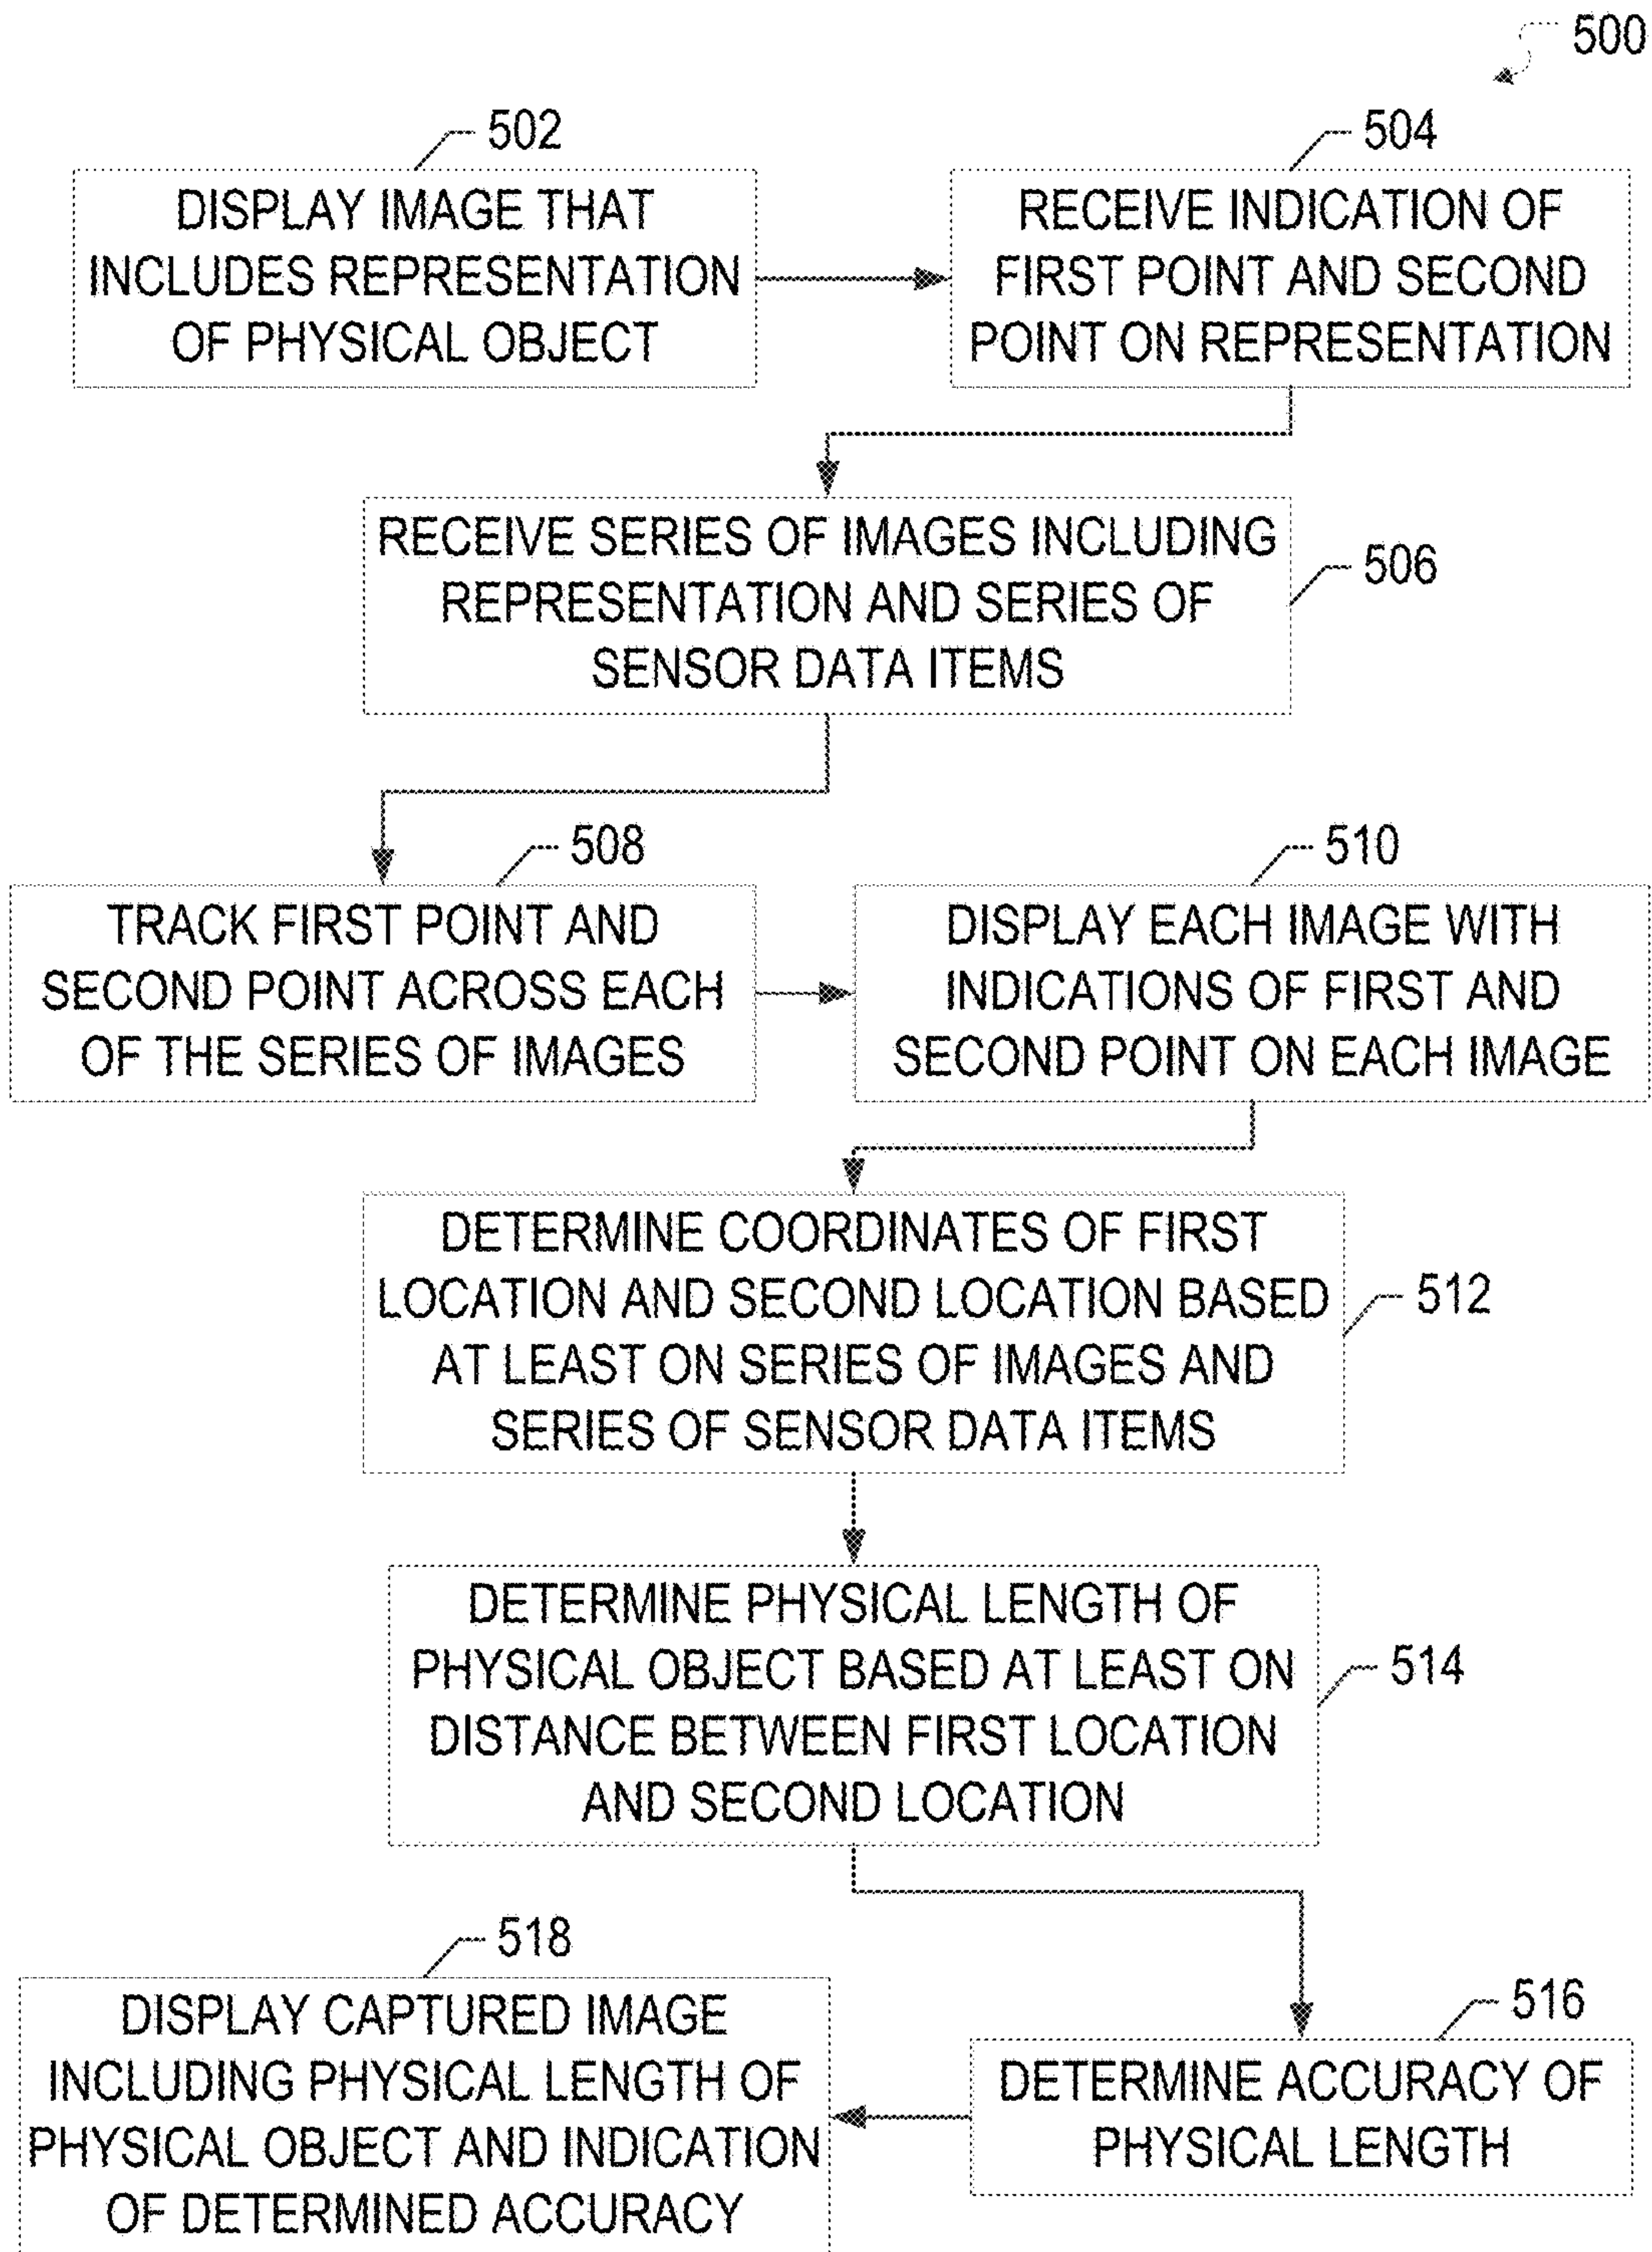 500
502
DISPLAY IMAGE THAT
INCLUDES REPRESENTATION
OF PHYSICAL OBJECT
504
RECEIVE INDICATION OF
FIRST POINT AND SECOND
POINT ON REPRESENTATION
RECEIVE SERIES OF IMAGES INCLUDING
REPRESENTATION AND SERIES OF
SENSOR DATA ITEMS
506
508
TRACK FIRST POINT AND
SECOND POINT ACROSS EACH
OF THE SERIES OF IMAGES
510
DISPLAY EACH IMAGE WITH
INDICATIONS OF FIRST AND
SECOND POINT ON EACH IMAGE
DETERMINE COORDINATES OF FIRST
LOCATION AND SECOND LOCATION BASED
AT LEAST ON SERIES OF IMAGES AND
SERIES OF SENSOR DATA ITEMS
512
DETERMINE PHYSICAL LENGTH OF
PHYSICAL OBJECT BASED AT LEAST ON
DISTANCE BETWEEN FIRST LOCATION
AND SECOND LOCATION
514
516
DETERMINE ACCURACY OF
PHYSICAL LENGTH
518
DISPLAY CAPTURED IMAGE
INCLUDING PHYSICAL LENGTH OF
PHYSICAL OBJECT AND INDICATION
OF DETERMINED ACCURACY